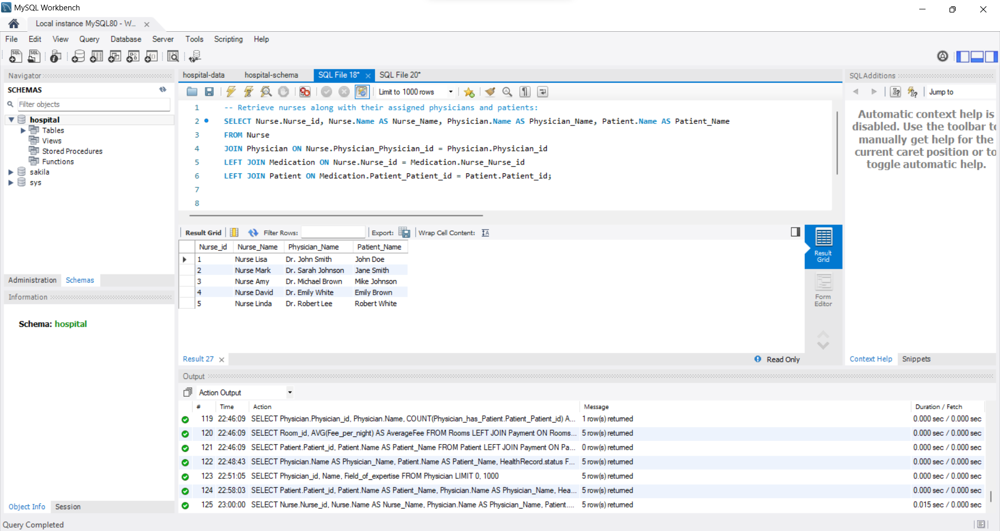 MySQL Workbench
Local instance MySQL80 - W...
File Edit View Query Database Server Tools Scripting Help
Navigator
SCHEMAS
Filter objects
hospital
Tables
Views
Stored Procedures
Functions
sakila
sys
Administration Schemas
Information
Schema: hospital
Object Info Session
hospital-data hospital-schema SQL File 18* SQL File 20*
Limit to 1000 rows
1 -- Retrieve nurses along with their assigned physicians and patients:
2 SELECT Nurse.Nurse_id, Nurse.Name AS Nurse_Name, Physician.Name AS Physician_Name, Patient.Name AS Patient_Name
3 FROM Nurse
4 JOIN Physician ON Nurse.Physician_Physician_id = Physician.Physician_id
5 LEFT JOIN Medication ON Nurse.Nurse_id = Medication.Nurse_Nurse_id
6 LEFT JOIN Patient ON Medication.Patient_Patient_id = Patient.Patient_id;
7
8
Result Grid Filter Rows: Export: Wrap Cell Content:
Nurse_id Nurse_Name Physician_Name Patient_Name
1 Nurse Lisa Dr. John Smith John Doe
2 Nurse Mark Dr. Sarah Johnson Jane Smith
3 Nurse Amy Dr. Michael Brown Mike Johnson
4 Nurse David Dr. Emily White Emily Brown
5 Nurse Linda Dr. Robert Lee Robert White
Result
Grid
Form
Editor
Result 27
Read Only
SQLAdditions
Jump to
Automatic context help is
disabled. Use the toolbar to
manually get help for the
current caret position or to
toggle automatic help.
Context Help Snippets
Output
Action Output
# Time Action Message Duration / Fetch
119 22:46:09 SELECT Physician.Physician_id, Physician.Name, COUNT(Physician_has_Patient.Patient_Patient_id) A... 1 row(s) returned 0.000 sec / 0.000 sec
120 22:46:09 SELECT Room_id, AVG(Fee_per_night) AS AverageFee FROM Rooms LEFT JOIN Payment ON Rooms... 5 row(s) returned 0.000 sec / 0.000 sec
121 22:46:09 SELECT Patient.Patient_id, Patient.Name AS Patient_Name FROM Patient LEFT JOIN Payment ON Pa... 0 row(s) returned 0.000 sec / 0.000 sec
122 22:48:43 SELECT Physician.Name AS Physician_Name, Patient.Name AS Patient_Name, HealthRecord.status F... 5 row(s) returned 0.000 sec / 0.000 sec
123 22:51:05 SELECT Physician_id, Name, Field_of_expertise FROM Physician LIMIT 0, 1000 5 row(s) returned 0.000 sec / 0.000 sec
124 22:58:03 SELECT Patient.Patient_id, Patient.Name AS Patient_Name, Physician.Name AS Physician_Name, Hea... 5 row(s) returned 0.000 sec / 0.000 sec
125 23:00:00 SELECT Nurse.Nurse_id, Nurse.Name AS Nurse_Name, Physician.Name AS Physician_Name, Patient.... 5 row(s) returned 0.015 sec / 0.000 sec
Query Completed